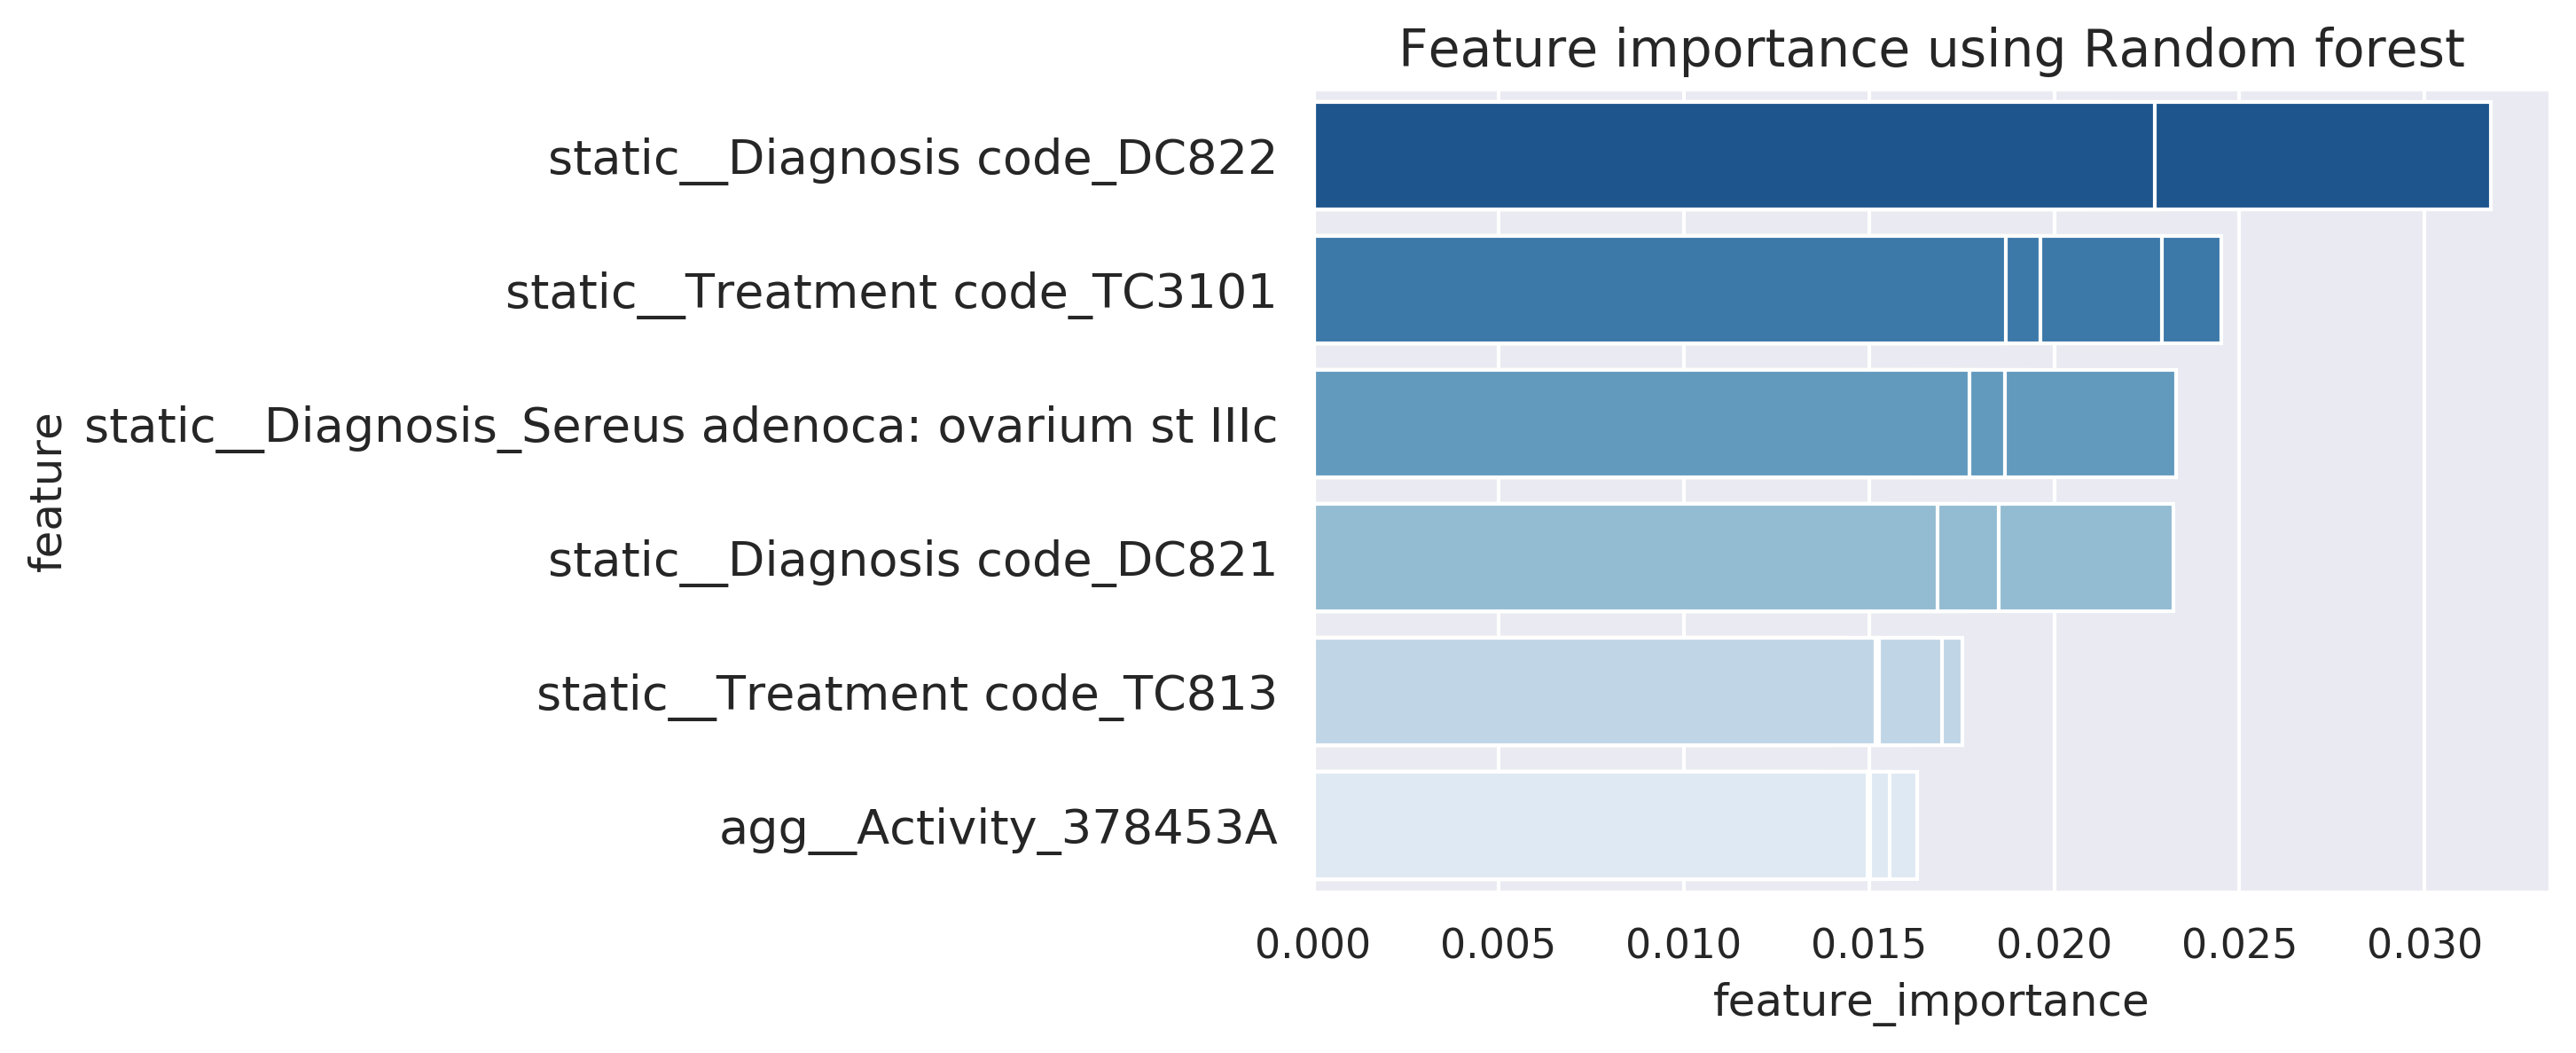 Feature importance using Random forest
static__Diagnosis code_DC822
static__Treatment code_TC3101
static__Diagnosis_Sereus adenoca: ovarium st IIIc
static__Diagnosis code_DC821
static__Treatment code_TC813
agg__Activity_378453A
feature
0.000 0.005 0.010 0.015 0.020 0.025 0.030
feature_importance